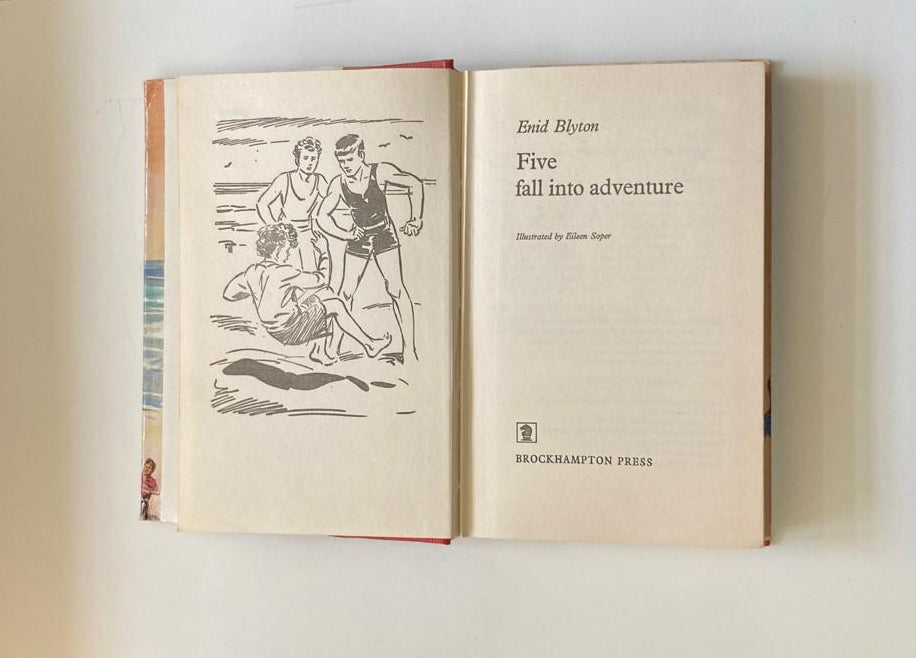 Enid Blyton
Five
fall into adventure
Illustrated by Eileen Soper
BROCKHAMPTON PRESS